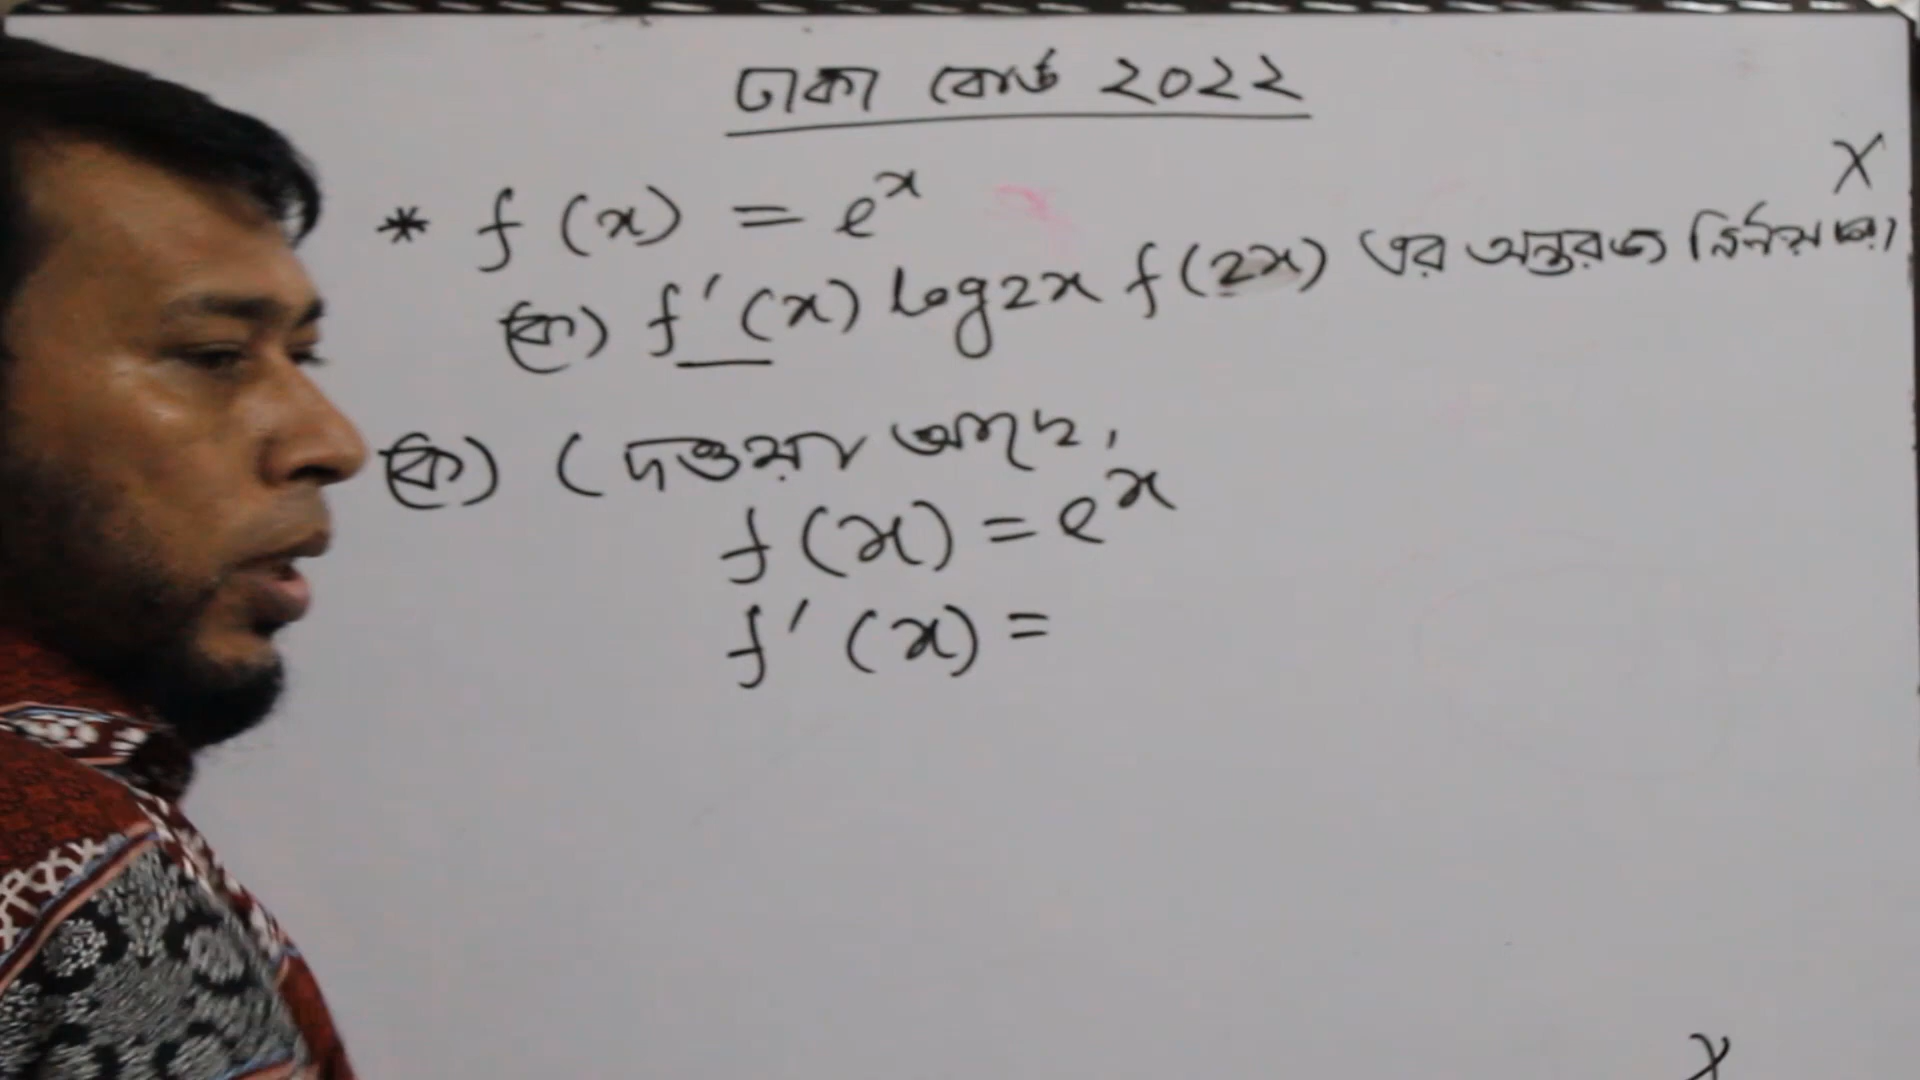 ঢাকা বোর্ড ২০২২
* f(x) = e^x
ক) f'(x) log2x f(2x) এর অন্তরজ নির্ণয় কর।
ক) দেওয়া আছে,
f(x) = e^x
f'(x) =